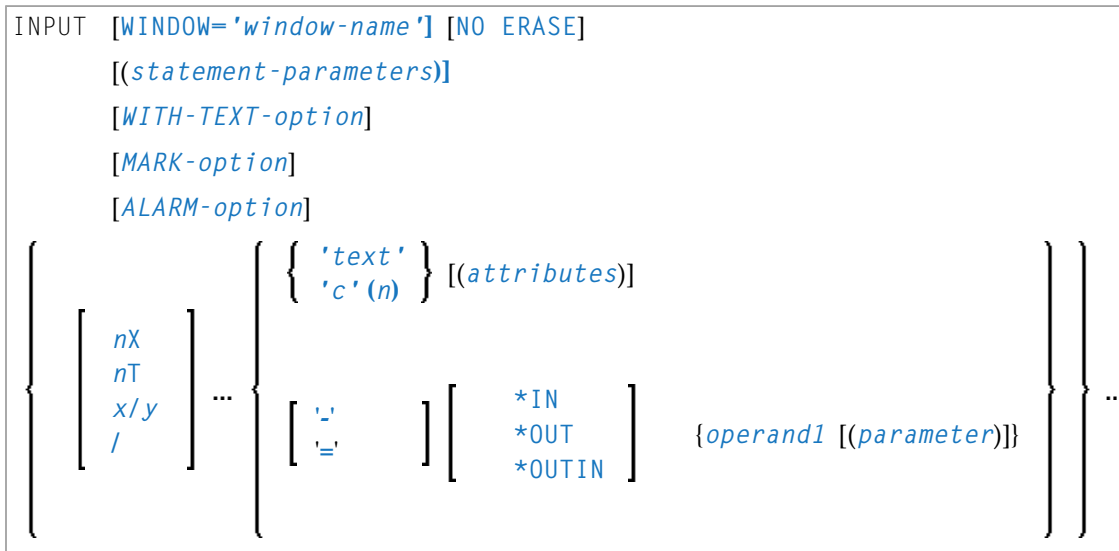 INPUT [WINDOW='window-name'] [NO ERASE]
[(statement-parameters)]
[WITH-TEXT-option]
[MARK-option]
[ALARM-option]
{ [ nX nT x/y / ] ... { { 'text' 'c'(n) } [(attributes)]
[ '-' '=' ] [ *IN *OUT *OUTIN ] {operand1 [(parameter)]} } } ..